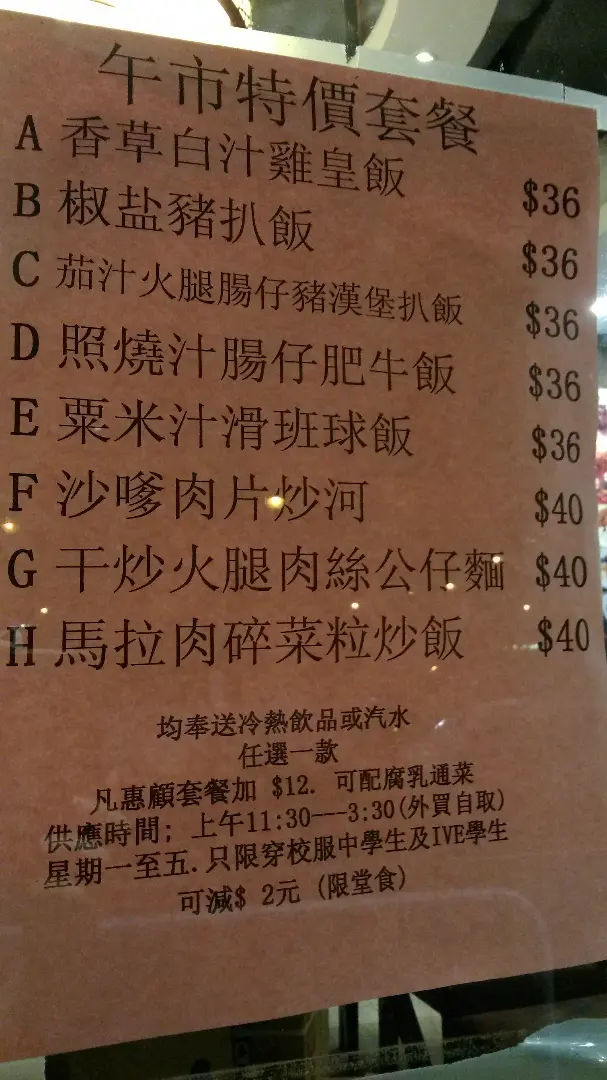 午市特價套餐
A 香草白汁雞皇飯 $36
B 椒盐豬扒飯 $36
C 茄汁火腿腸仔豬漢堡扒飯 $36
D 照燒汁腸仔肥牛飯 $36
E 粟米汁滑班球飯 $36
F 沙嗲肉片炒河 $40
G 干炒火腿肉絲公仔麵 $40
H 馬拉肉碎菜粒炒飯 $40
均奉送冷熱飲品或汽水
任選一款
凡惠顧套餐加 $12. 可配腐乳通菜
供應時間; 上午11:30---3:30(外買自取)
星期一至五.只限穿校服中學生及IVE學生
可減$ 2元 (限堂食)